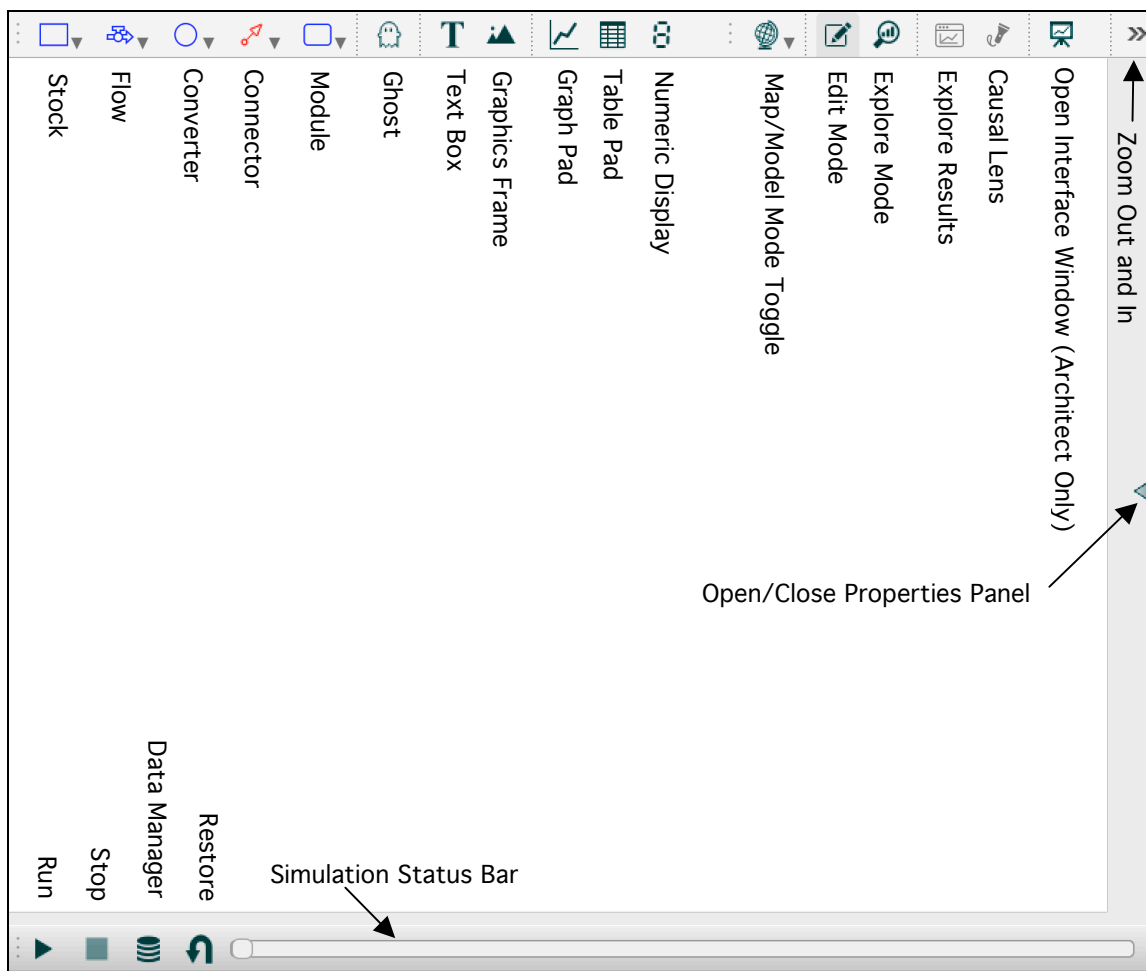 Stock
Flow
Converter
Connector
Module
Ghost
Text Box
Graphics Frame
Graph Pad
Table Pad
Numeric Display
Map/Model Mode Toggle
Edit Mode
Explore Mode
Explore Results
Causal Lens
Open Interface Window (Architect Only)
Zoom Out and In
Open/Close Properties Panel
Run
Stop
Data Manager
Restore
Simulation Status Bar